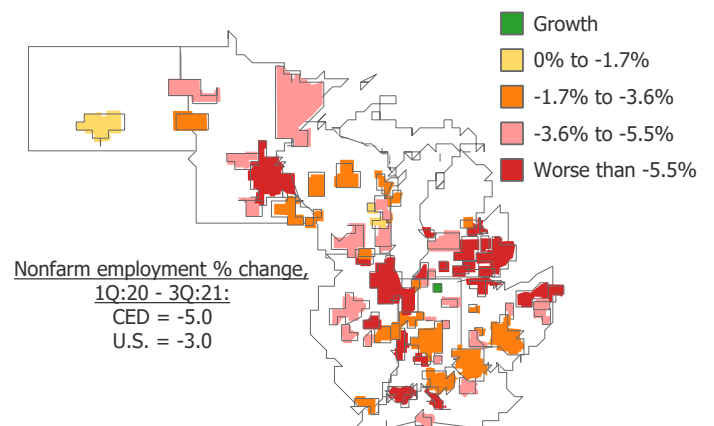 Growth
0% to -1.7%
-1.7% to -3.6%
-3.6% to -5.5%
Worse than -5.5%
Nonfarm employment % change,
1Q:20 - 3Q:21:
CED = -5.0
U.S. = -3.0